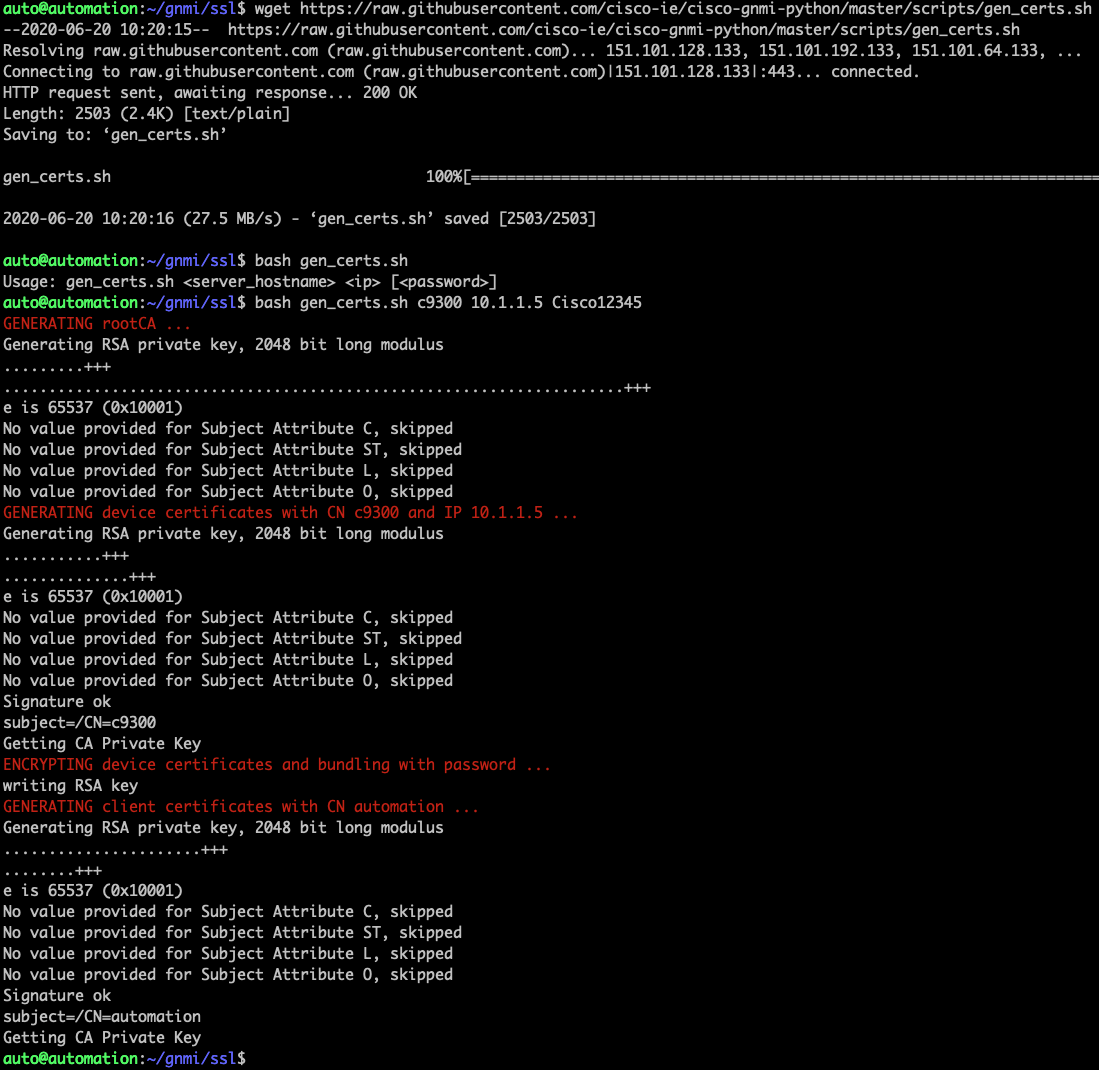 auto@automation:~/gnmi/ssl$ wget https://raw.githubusercontent.com/cisco-ie/cisco-gnmi-python/master/scripts/gen_certs.sh
--2020-06-20 10:20:15--  https://raw.githubusercontent.com/cisco-ie/cisco-gnmi-python/master/scripts/gen_certs.sh
Resolving raw.githubusercontent.com (raw.githubusercontent.com)... 151.101.128.133, 151.101.192.133, 151.101.64.133, ...
Connecting to raw.githubusercontent.com (raw.githubusercontent.com)|151.101.128.133|:443... connected.
HTTP request sent, awaiting response... 200 OK
Length: 2503 (2.4K) [text/plain]
Saving to: ‘gen_certs.sh’
gen_certs.sh 100%[======================================================================
2020-06-20 10:20:16 (27.5 MB/s) - ‘gen_certs.sh’ saved [2503/2503]
auto@automation:~/gnmi/ssl$ bash gen_certs.sh
Usage: gen_certs.sh <server_hostname> <ip> [<password>]
auto@automation:~/gnmi/ssl$ bash gen_certs.sh c9300 10.1.1.5 Cisco12345
GENERATING rootCA ...
Generating RSA private key, 2048 bit long modulus
.........+++
.....................................................................+++
e is 65537 (0x10001)
No value provided for Subject Attribute C, skipped
No value provided for Subject Attribute ST, skipped
No value provided for Subject Attribute L, skipped
No value provided for Subject Attribute O, skipped
GENERATING device certificates with CN c9300 and IP 10.1.1.5 ...
Generating RSA private key, 2048 bit long modulus
...........+++
..............+++
e is 65537 (0x10001)
No value provided for Subject Attribute C, skipped
No value provided for Subject Attribute ST, skipped
No value provided for Subject Attribute L, skipped
No value provided for Subject Attribute O, skipped
Signature ok
subject=/CN=c9300
Getting CA Private Key
ENCRYPTING device certificates and bundling with password ...
writing RSA key
GENERATING client certificates with CN automation ...
Generating RSA private key, 2048 bit long modulus
......................+++
........+++
e is 65537 (0x10001)
No value provided for Subject Attribute C, skipped
No value provided for Subject Attribute ST, skipped
No value provided for Subject Attribute L, skipped
No value provided for Subject Attribute O, skipped
Signature ok
subject=/CN=automation
Getting CA Private Key
auto@automation:~/gnmi/ssl$